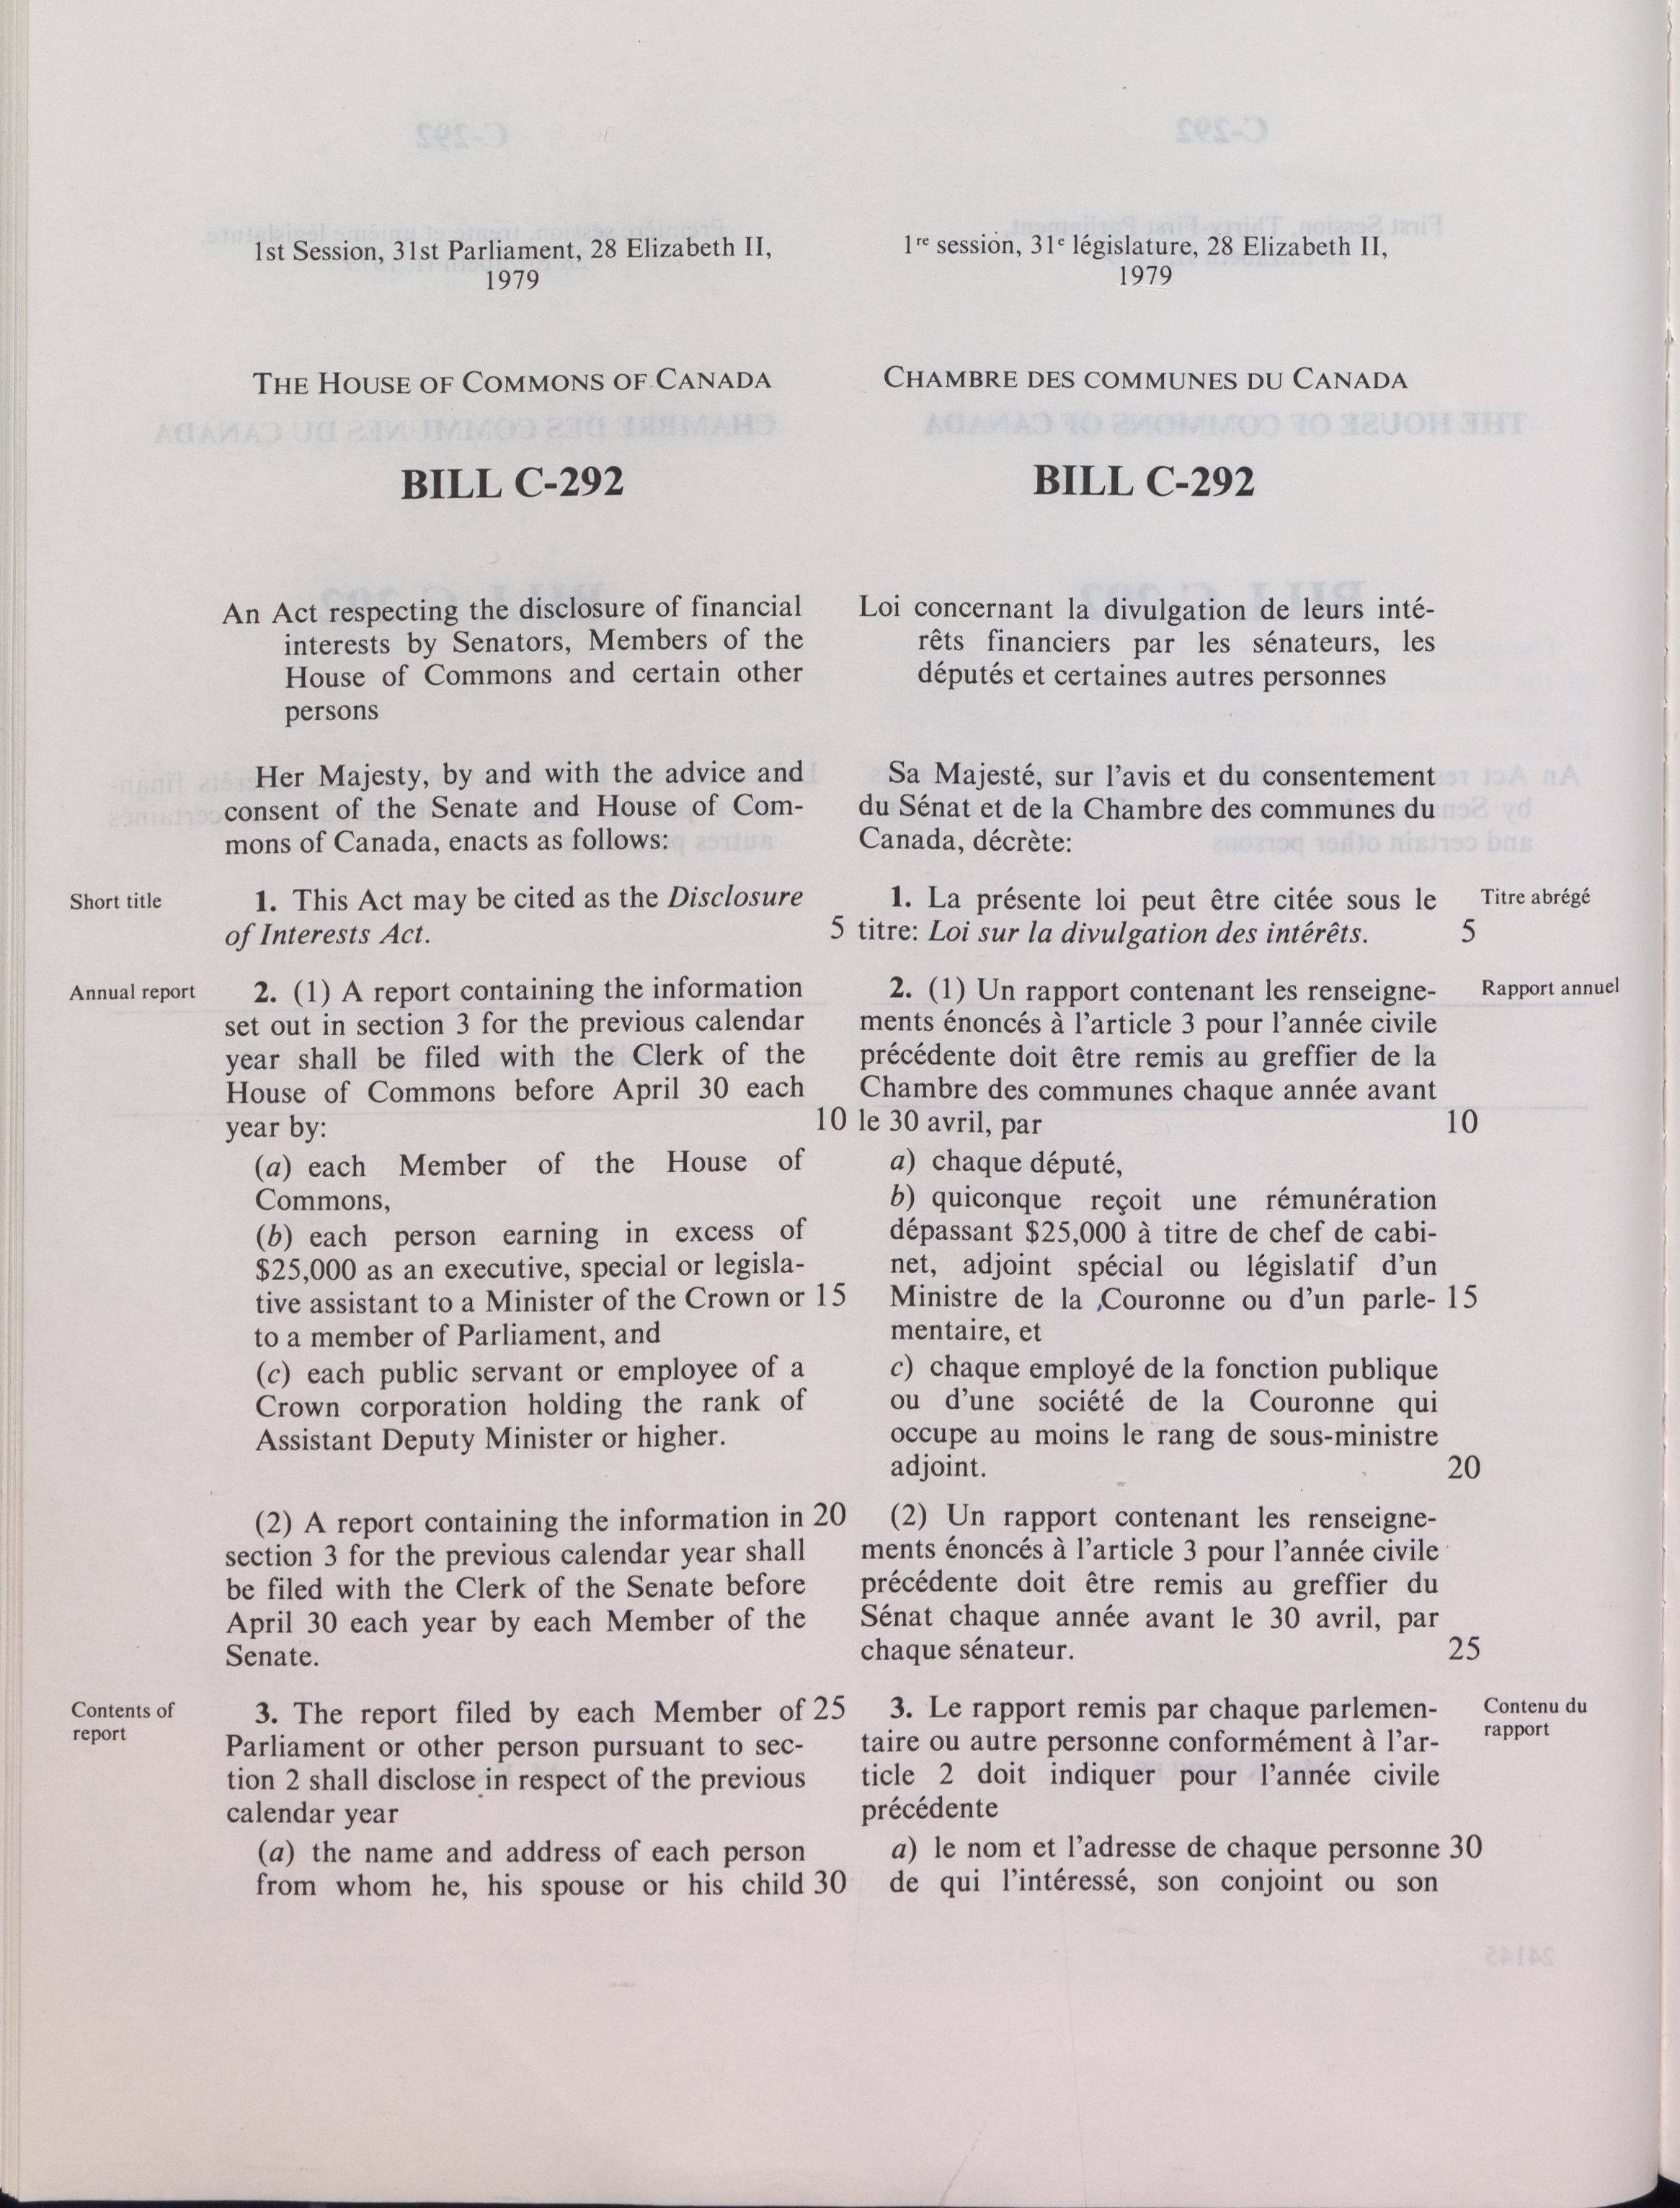 1st Session, 31st Parliament, 28 Elizabeth II,
1979
THE HOUSE OF COMMONS OF CANADA
BILL C-292
An Act respecting the disclosure of financial
interests by Senators, Members of the
House of Commons and certain other
persons
Her Majesty, by and with the advice and
consent of the Senate and House of Com-
mons of Canada, enacts as follows:
Short title
1. This Act may be cited as the Disclosure
of Interests Act. 5
Annual report
2. (1) A report containing the information
set out in section 3 for the previous calendar
year shall be filed with the Clerk of the
House of Commons before April 30 each
year by: 10
(a) each Member of the House of
Commons,
(b) each person earning in excess of
$25,000 as an executive, special or legisla-
tive assistant to a Minister of the Crown or 15
to a member of Parliament, and
(c) each public servant or employee of a
Crown corporation holding the rank of
Assistant Deputy Minister or higher.
(2) A report containing the information in 20
section 3 for the previous calendar year shall
be filed with the Clerk of the Senate before
April 30 each year by each Member of the
Senate.
Contents of
report
3. The report filed by each Member of 25
Parliament or other person pursuant to sec-
tion 2 shall disclose in respect of the previous
calendar year
(a) the name and address of each person
from whom he, his spouse or his child 30
1re session, 31e législature, 28 Elizabeth II,
1979
CHAMBRE DES COMMUNES DU CANADA
BILL C-292
Loi concernant la divulgation de leurs inté-
rêts financiers par les sénateurs, les
députés et certaines autres personnes
Sa Majesté, sur l'avis et du consentement
du Sénat et de la Chambre des communes du
Canada, décrète:
1. La présente loi peut être citée sous le
titre: Loi sur la divulgation des intérêts. 5
Titre abrégé
2. (1) Un rapport contenant les renseigne-
ments énoncés à l'article 3 pour l'année civile
précédente doit être remis au greffier de la
Chambre des communes chaque année avant
le 30 avril, par 10
Rapport annuel
a) chaque député,
b) quiconque reçoit une rémunération
dépassant $25,000 à titre de chef de cabi-
net, adjoint spécial ou législatif d'un
Ministre de la Couronne ou d'un parle- 15
mentaire, et
c) chaque employé de la fonction publique
ou d'une société de la Couronne qui
occupe au moins le rang de sous-ministre
adjoint. 20
(2) Un rapport contenant les renseigne-
ments énoncés à l'article 3 pour l'année civile
précédente doit être remis au greffier du
Sénat chaque année avant le 30 avril, par
chaque sénateur. 25
3. Le rapport remis par chaque parlemen-
taire ou autre personne conformément à l'ar-
ticle 2 doit indiquer pour l'année civile
précédente
Contenu du
rapport
a) le nom et l'adresse de chaque personne 30
de qui l'intéressé, son conjoint ou son